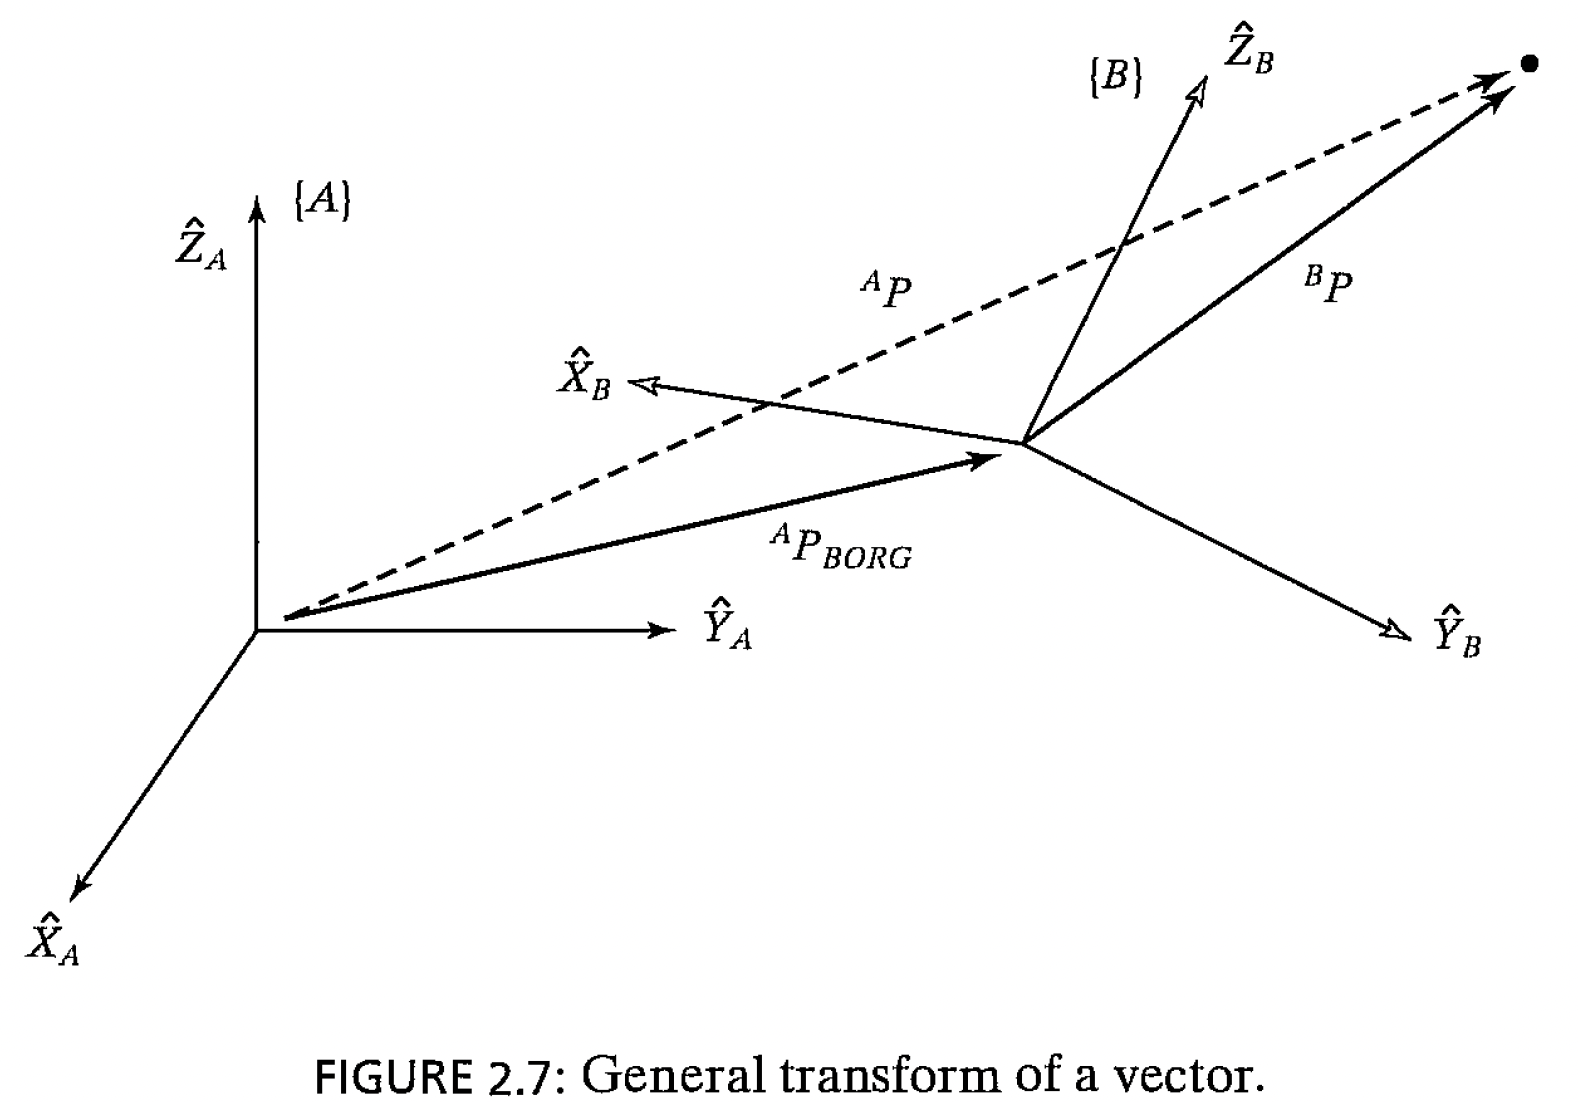 {B}
Ẑ_B
{A}
Ẑ_A
^A P
^B P
X̂_B
^A P_BORG
Ŷ_A
Ŷ_B
X̂_A
FIGURE 2.7: General transform of a vector.